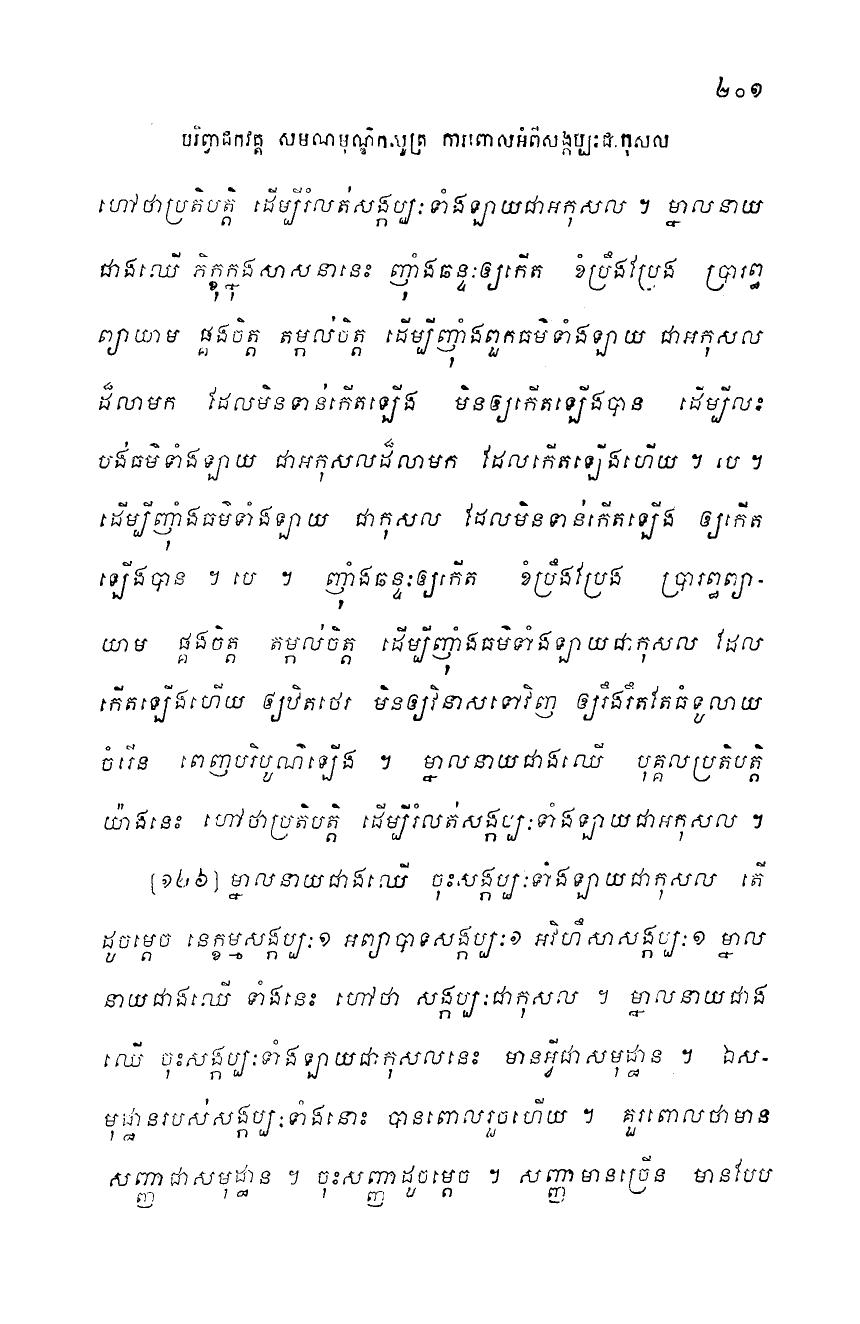 ២០១
បរិព្វាជកវគ្គ សមណមុណ្ឌិកសូត្រ ការពោលអំពីសង្កប្បះជាកុសល
ហៅថាប្រតិបត្តិ ដើម្បីរំលត់សង្កប្បៈទាំងឡាយជាអកុសល ។ ម្នាលនាយ
ជាងឈើ ភិក្ខុក្នុងសាសនានេះ ញុំាងឆន្ទៈឲ្យកើត ខំប្រឹងប្រែង ប្រារព្ធ
ព្យាយាម ផ្គងចិត្ត តម្កល់ចិត្ត ដើម្បីញុំាងពួកធម៌ទាំងឡាយ ជាអកុសល
ដ៏លាមក ដែលមិនទាន់កើតឡើង មិនឲ្យកើតឡើងបាន ដើម្បីលះ
បង់ធម៌ទាំងឡាយ ជាអកុសលដ៏លាមក ដែលកើតឡើងហើយ ។ បេ ។
ដើម្បីញុំាងធម៌ទាំងឡាយ ជាកុសល ដែលមិនទាន់កើតឡើង ឲ្យកើត
ឡើងបាន ។ បេ ។ ញុំាងឆន្ទៈឲ្យកើត ខំប្រឹងប្រែង ប្រារព្ធព្យា-
យាម ផ្គងចិត្ត តម្កល់ចិត្ត ដើម្បីញុំាងធម៌ទាំងឡាយជាកុសល ដែល
កើតឡើងហើយ ឲ្យឋិតថេរ មិនឲ្យវិនាសទៅវិញ ឲ្យរឹងរឹតតែធំទូលាយ
ចំរើន ពេញបរិបូណ៌ឡើង ។ ម្នាលនាយជាងឈើ បុគ្គលប្រតិបត្តិ
យ៉ាងនេះ ហៅថាប្រតិបត្តិ ដើម្បីរំលត់សង្កប្បៈទាំងឡាយជាអកុសល ។
[១៤៦] ម្នាលនាយជាងឈើ ចុះសង្កប្បៈទាំងឡាយជាកុសល តើ
ដូចម្តេច នេក្ខម្មសង្កប្បៈ១ អព្យាបាទសង្កប្បៈ១ អវិហឹសាសង្កប្បៈ១ ម្នាល
នាយជាងឈើ ទាំងនេះ ហៅថា សង្កប្បៈជាកុសល ។ ម្នាលនាយជាង
ឈើ ចុះសង្កប្បៈទាំងឡាយជាកុសលនេះ មានអ្វីជាសមុដ្ឋាន ។ ឯស-
មុដ្ឋានរបស់សង្កប្បៈទាំងនោះ បានពោលរួចហើយ ។ គួរពោលថាមាន
សញ្ញាជាសមុដ្ឋាន ។ ចុះសញ្ញាដូចម្តេច ។ សញ្ញាមានច្រើន មានបែប